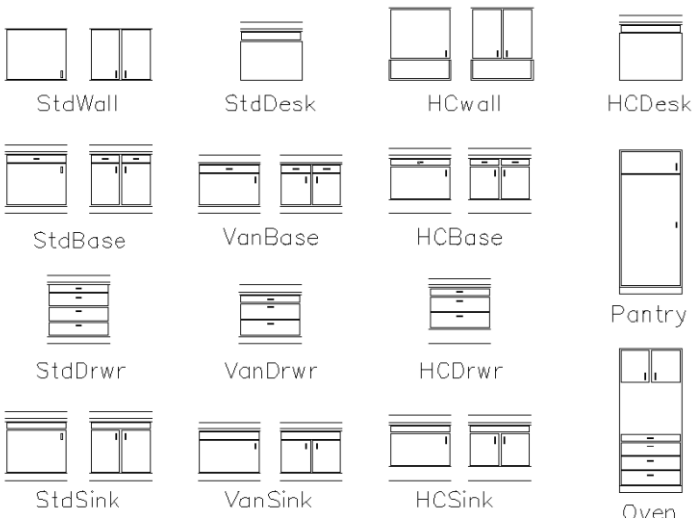 StdWall
StdDesk
HCwall
HCDesk
StdBase
VanBase
HCBase
Pantry
StdDrwr
VanDrwr
HCDrwr
StdSink
VanSink
HCSink
Oven